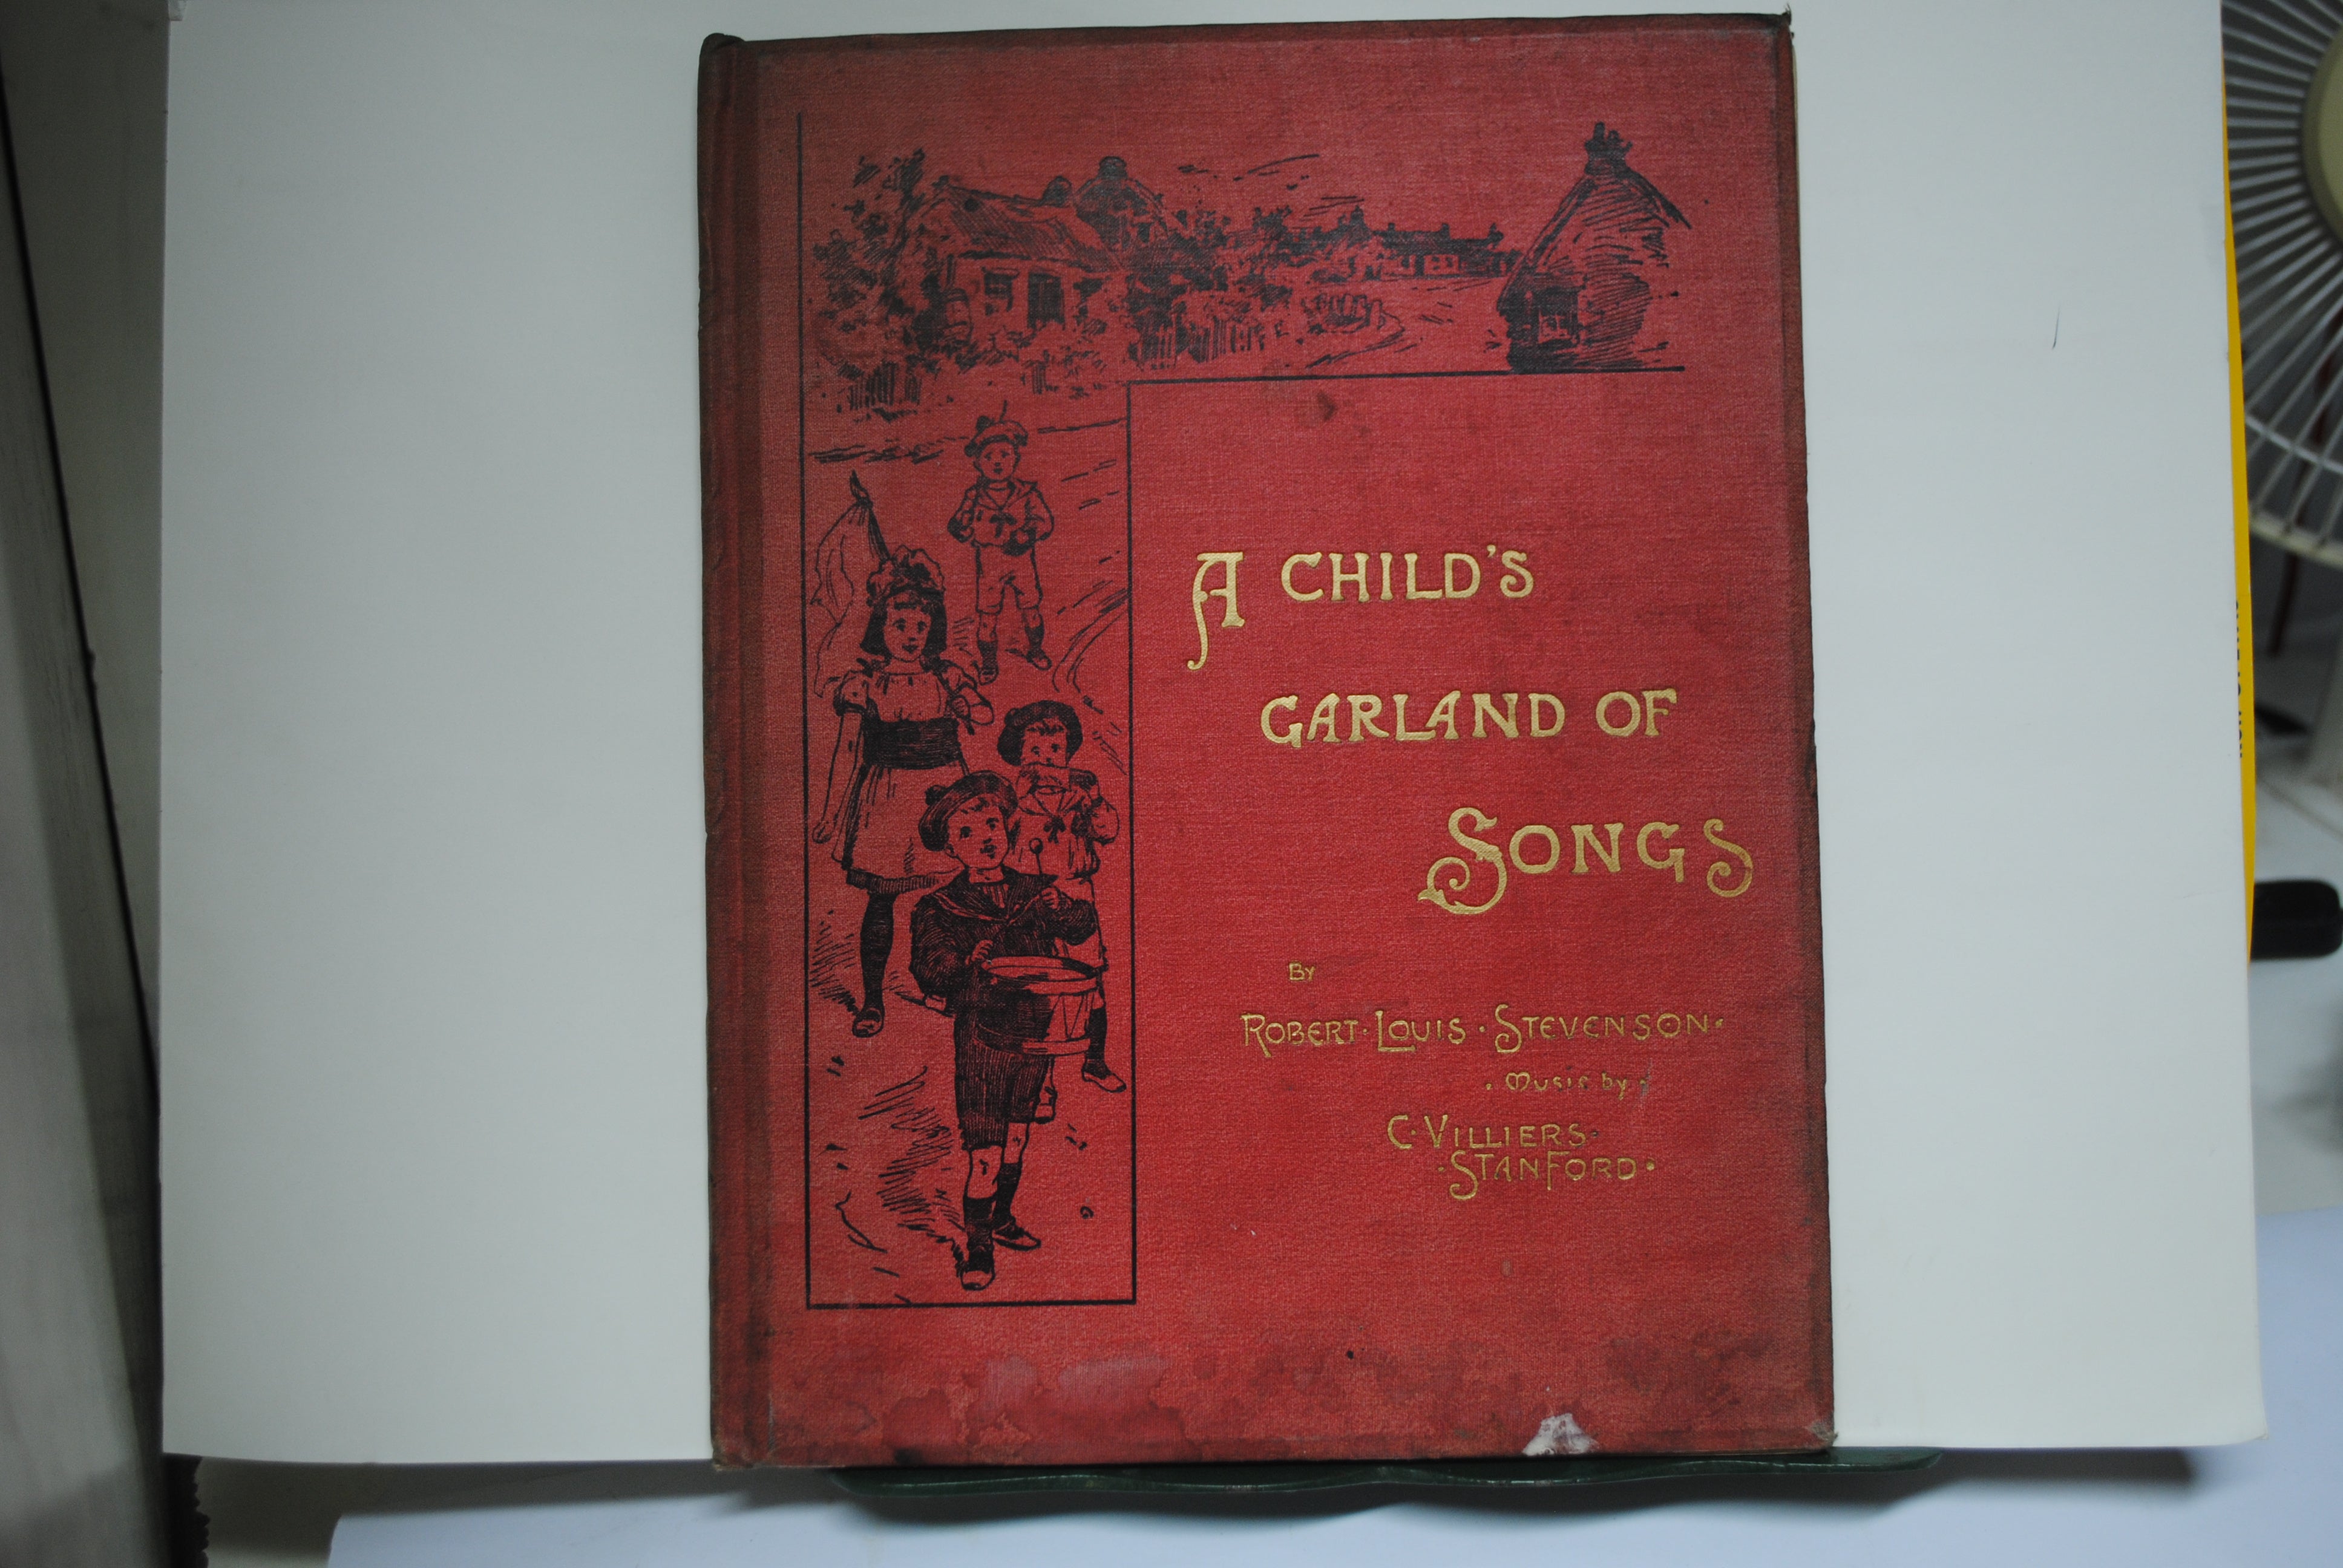 A CHILD'S
GARLAND OF
SONGS
BY
ROBERT · LOUIS · STEVENSON ·
· Music by ·
C · VILLIERS ·
· STANFORD ·
G